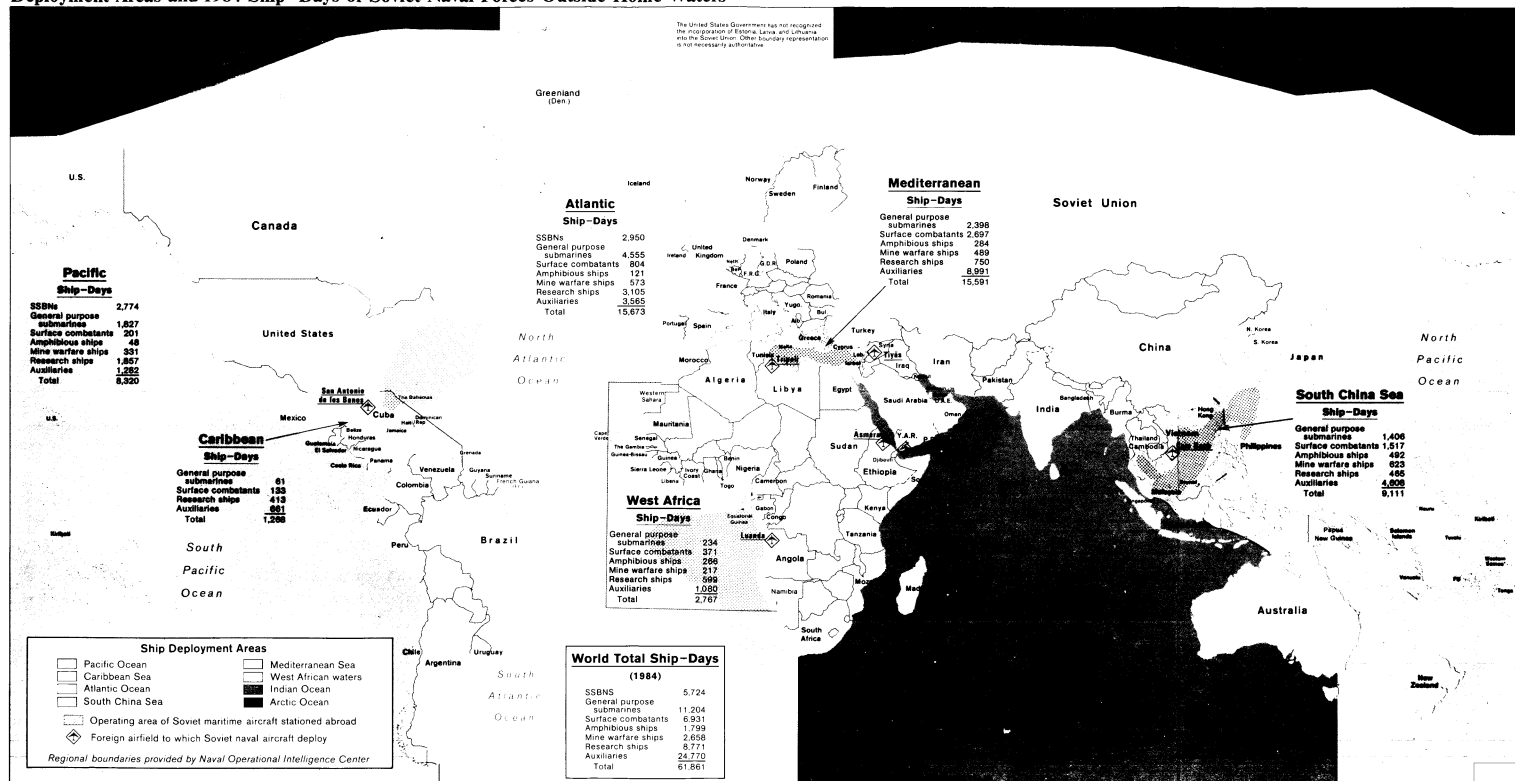 Deployment Areas and 1984 Ship-Days of Soviet Naval Forces Outside Home Waters
The United States Government has not recognized
the incorporation of Estonia, Latvia, and Lithuania
into the Soviet Union. Other boundary representation
is not necessarily authoritative
Greenland
(Den.)
U.S.
Canada
Iceland
Norway
Sweden
Finland
Soviet Union
Pacific
Ship-Days
SSBNs 2,774
General purpose
submarines 1,827
Surface combatants 201
Amphibious ships 48
Mine warfare ships 331
Research ships 1,857
Auxiliaries 1,282
Total 8,320
Atlantic
Ship-Days
SSBNs 2,950
General purpose
submarines 4,555
Surface combatants 804
Amphibious ships 121
Mine warfare ships 573
Research ships 3,105
Auxiliaries 3,565
Total 15,673
Mediterranean
Ship-Days
General purpose
submarines 2,398
Surface combatants 2,697
Amphibious ships 284
Mine warfare ships 489
Research ships 750
Auxiliaries 8,991
Total 15,591
Denmark
Ireland
United
Kingdom
Neth.
Bel.
G.D.R.
F.R.G.
Poland
France
Romania
Yugo.
Italy
Alb.
Bul.
Portugal
Spain
Greece
Turkey
Malta
Cyprus
Syria
Leb.
Israel
Tiyas
Iraq
Iran
Tunisia
Tripoli
Morocco
Algeria
Libya
Egypt
Western
Sahara
Saudi Arabia
U.A.E.
Oman
Pakistan
India
Bangladesh
Burma
China
N. Korea
S. Korea
Japan
North
Pacific
Ocean
United States
North
Atlantic
Ocean
San Antonio
de los Banos
Cuba
The Bahamas
Mexico
Haiti
Dominican
Rep
Jamaica
Belize
Honduras
Guatemala
El Salvador
Nicaragua
Costa Rica
Panama
Grenada
Venezuela
Guyana
Suriname
French Guiana
Colombia
Ecuador
Peru
Brazil
U.S.
Kiribati
Caribbean
Ship-Days
General purpose
submarines 61
Surface combatants 133
Research ships 413
Auxiliaries 661
Total 1,268
South
Pacific
Ocean
Cape
Verde
Mauritania
Senegal
The Gambia
Guinea-Bissau
Guinea
Sierra Leone
Liberia
Ivory
Coast
Ghana
Togo
Benin
Nigeria
Cameroon
Equatorial
Guinea
Gabon
Congo
Sudan
Asmara
Y.A.R.
Djibouti
Ethiopia
Kenya
Tanzania
Luanda
Angola
Namibia
South
Africa
West Africa
Ship-Days
General purpose
submarines 234
Surface combatants 371
Amphibious ships 266
Mine warfare ships 217
Research ships 599
Auxiliaries 1,080
Total 2,767
South China Sea
Ship-Days
General purpose
submarines 1,406
Surface combatants 1,517
Amphibious ships 492
Mine warfare ships 623
Research ships 465
Auxiliaries 4,608
Total 9,111
Hong
Kong
Vietnam
Thailand
Cambodia
Philippines
Malaysia
Papua
New Guinea
Nauru
Kiribati
Solomon
Islands
Tuvalu
Western
Samoa
Vanuatu
Fiji
Tonga
Australia
New
Zealand
Chile
Argentina
Uruguay
South
Atlantic
Ocean
Ship Deployment Areas
Pacific Ocean
Caribbean Sea
Atlantic Ocean
South China Sea
Mediterranean Sea
West African waters
Indian Ocean
Arctic Ocean
Operating area of Soviet maritime aircraft stationed abroad
Foreign airfield to which Soviet naval aircraft deploy
Regional boundaries provided by Naval Operational Intelligence Center
World Total Ship-Days
(1984)
SSBNS 5,724
General purpose
submarines 11.204
Surface combatants 6.931
Amphibious ships 1.799
Mine warfare ships 2,658
Research ships 8,771
Auxiliaries 24.770
Total 61.861